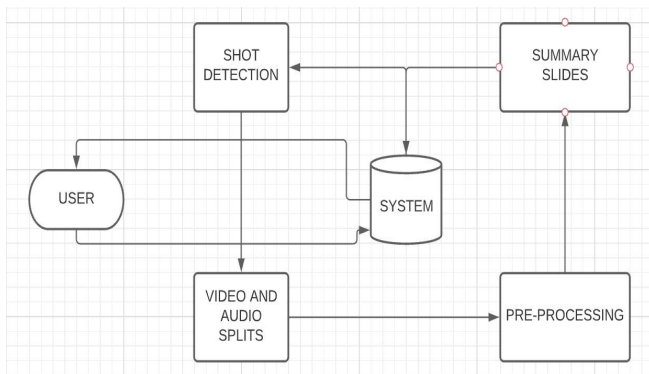 SHOT
DETECTION
SUMMARY
SLIDES
USER
SYSTEM
VIDEO AND
AUDIO
SPLITS
PRE-PROCESSING